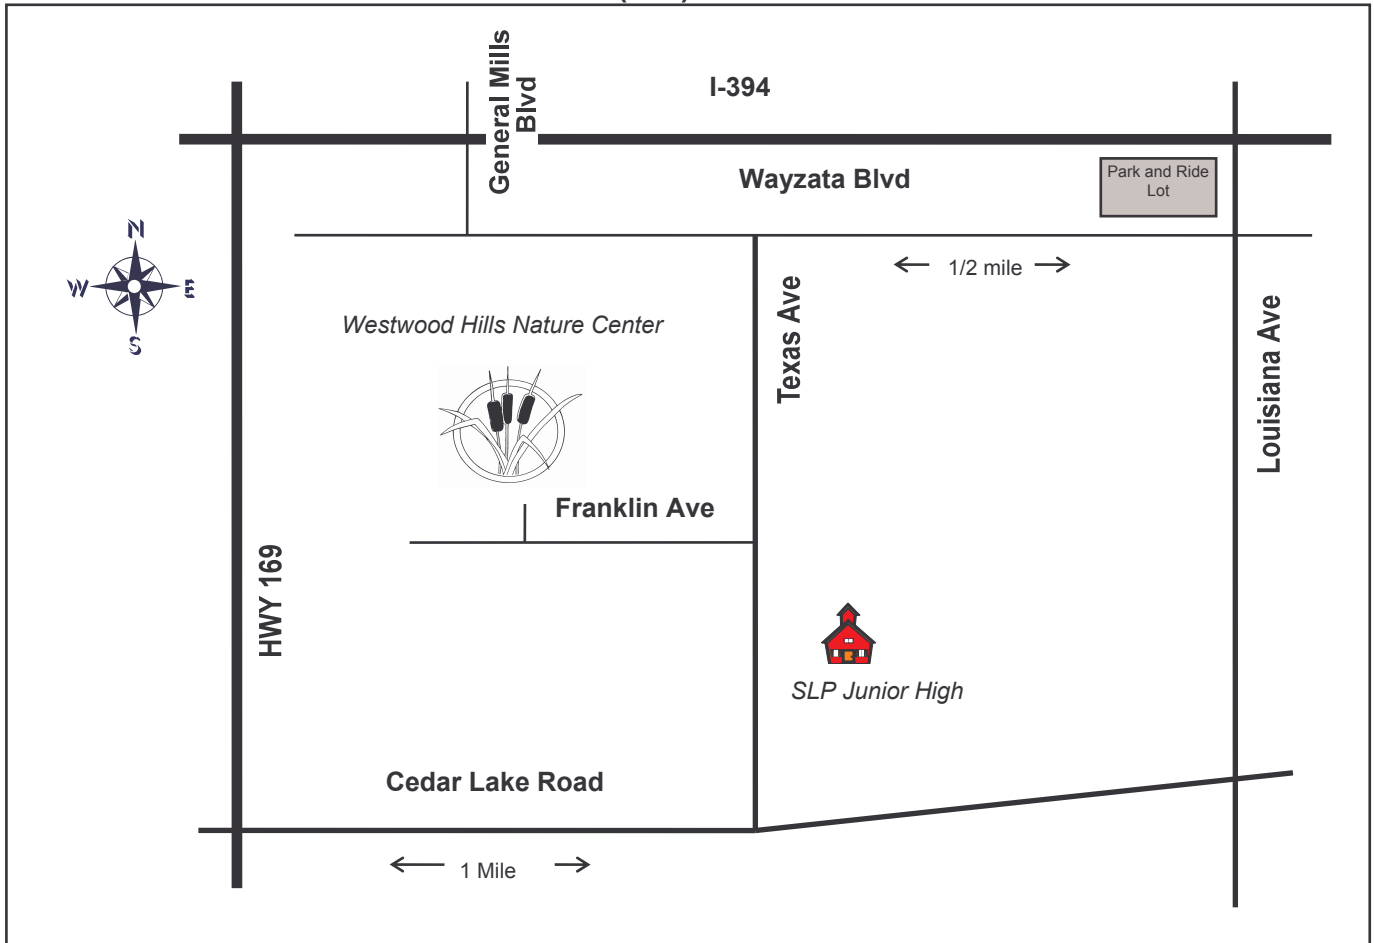 General Mills
Blvd
I-394
Wayzata Blvd
Park and Ride
Lot
N
W
E
S
1/2 mile
Westwood Hills Nature Center
Texas Ave
Louisiana Ave
Franklin Ave
HWY 169
SLP Junior High
Cedar Lake Road
1 Mile